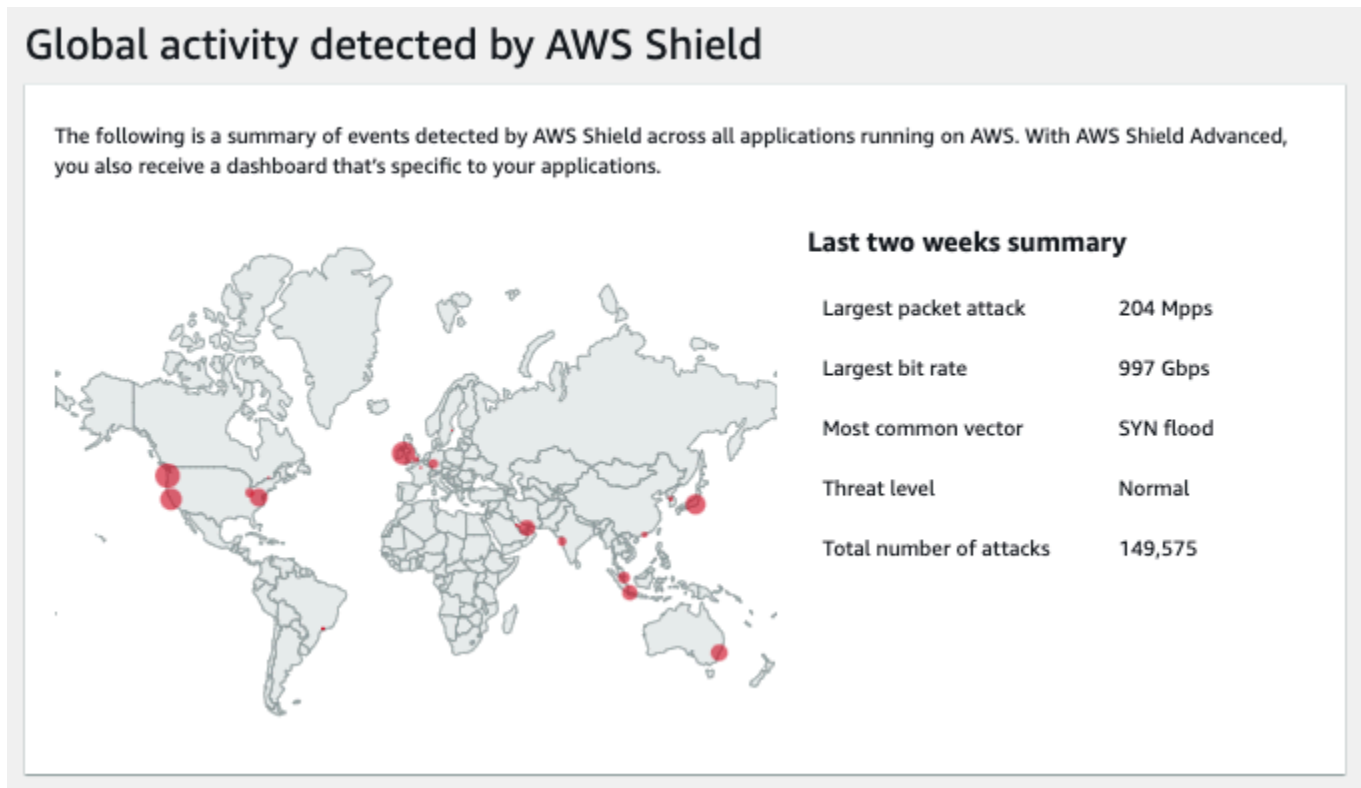 Global activity detected by AWS Shield
The following is a summary of events detected by AWS Shield across all applications running on AWS. With AWS Shield Advanced,
you also receive a dashboard that’s specific to your applications.
Last two weeks summary
Largest packet attack 204 Mpps
Largest bit rate 997 Gbps
Most common vector SYN flood
Threat level Normal
Total number of attacks 149,575